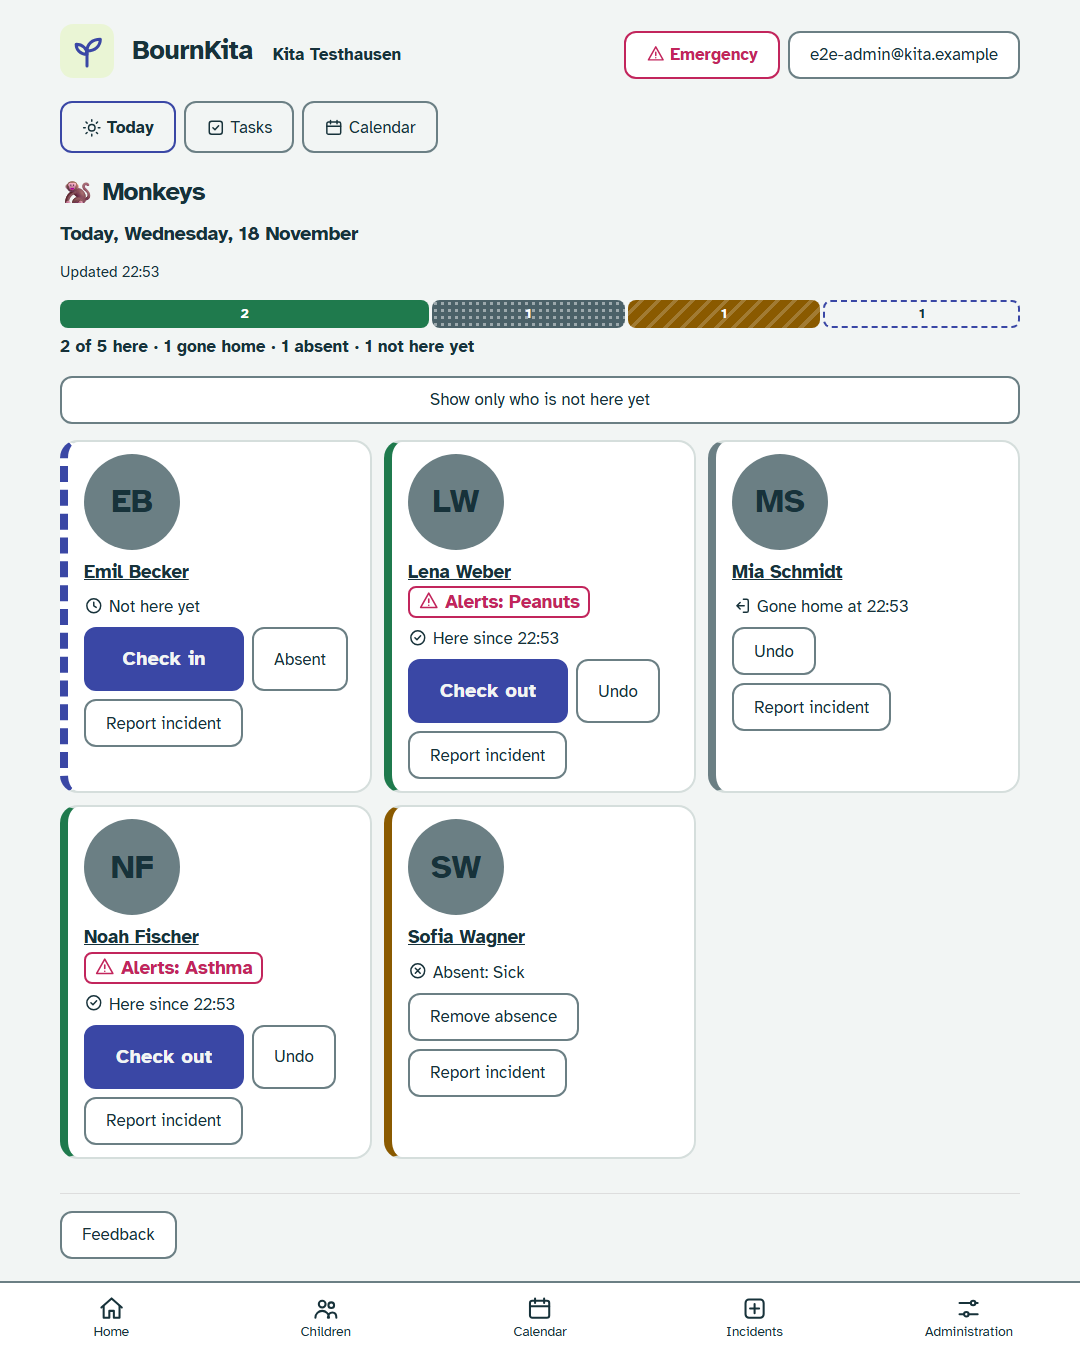 BournKita Kita Testhausen Emergency e2e-admin@kita.example
Today Tasks Calendar
Monkeys
Today, Wednesday, 18 November
Updated 22:53
2 1 1 1
2 of 5 here · 1 gone home · 1 absent · 1 not here yet
Show only who is not here yet
EB
Emil Becker
Not here yet
Check in Absent
Report incident
LW
Lena Weber
Alerts: Peanuts
Here since 22:53
Check out Undo
Report incident
MS
Mia Schmidt
Gone home at 22:53
Undo
Report incident
NF
Noah Fischer
Alerts: Asthma
Here since 22:53
Check out Undo
Report incident
SW
Sofia Wagner
Absent: Sick
Remove absence
Report incident
Feedback
Home Children Calendar Incidents Administration